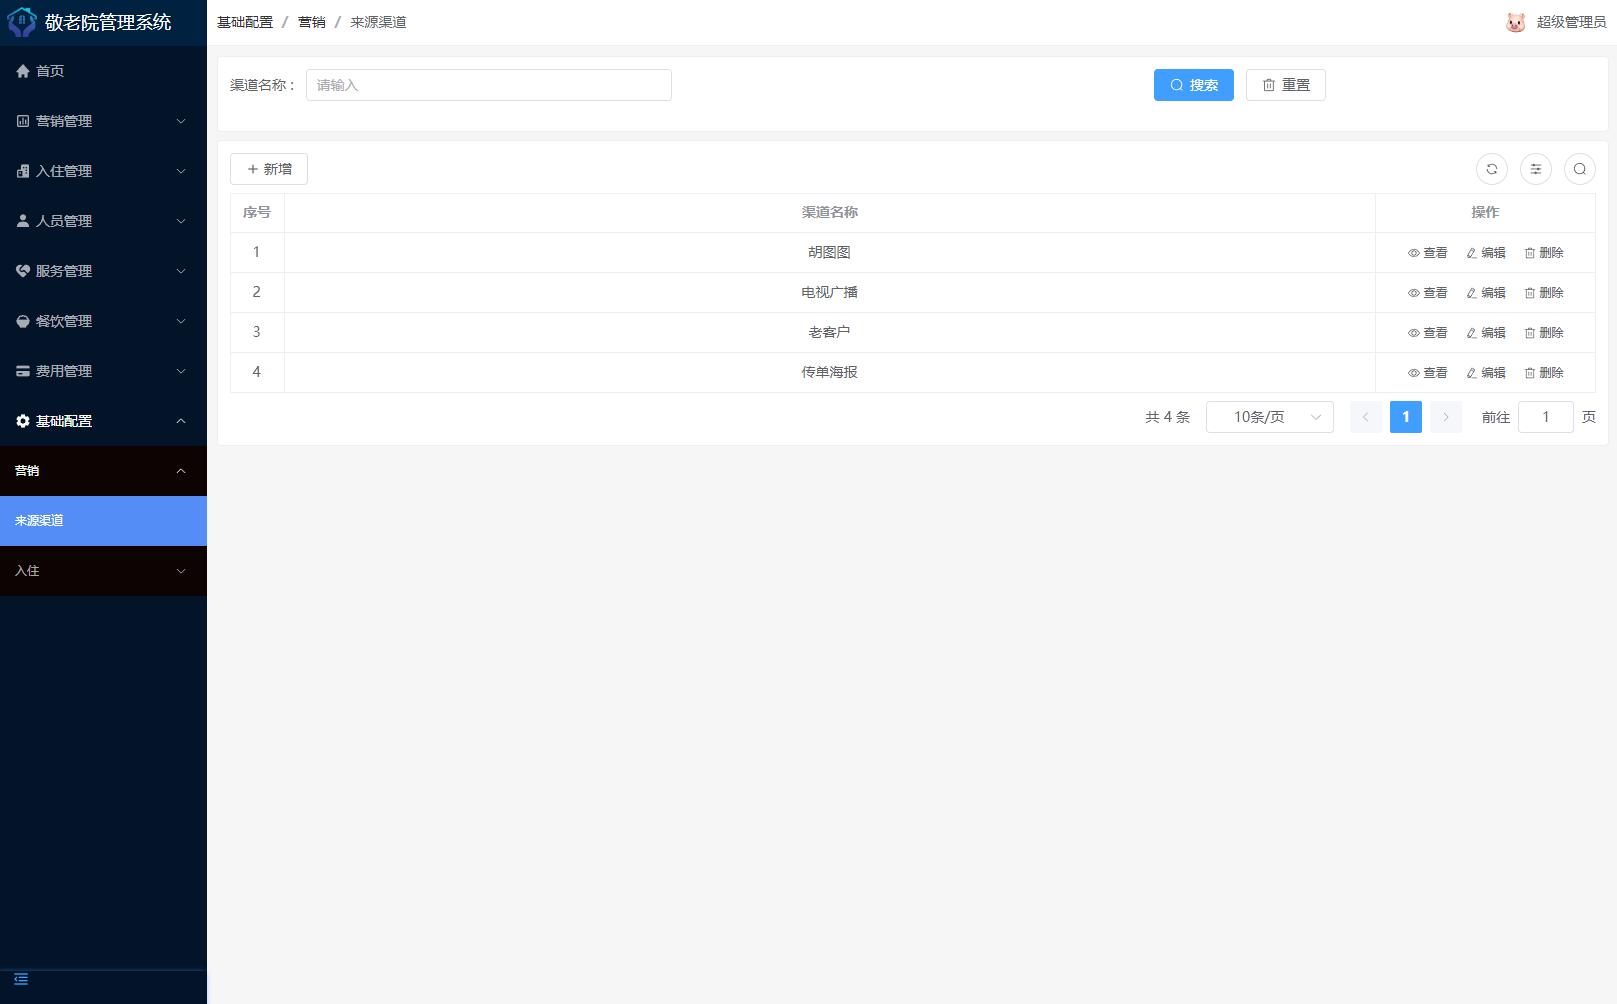 敬老院管理系统
基础配置 / 营销 / 来源渠道
超级管理员
首页
营销管理
入住管理
人员管理
服务管理
餐饮管理
费用管理
基础配置
营销
来源渠道
入住
渠道名称： 请输入 搜索 重置
新增
序号 渠道名称 操作
1 胡图图 查看 编辑 删除
2 电视广播 查看 编辑 删除
3 老客户 查看 编辑 删除
4 传单海报 查看 编辑 删除
共 4 条 10条/页 1 前往 1 页